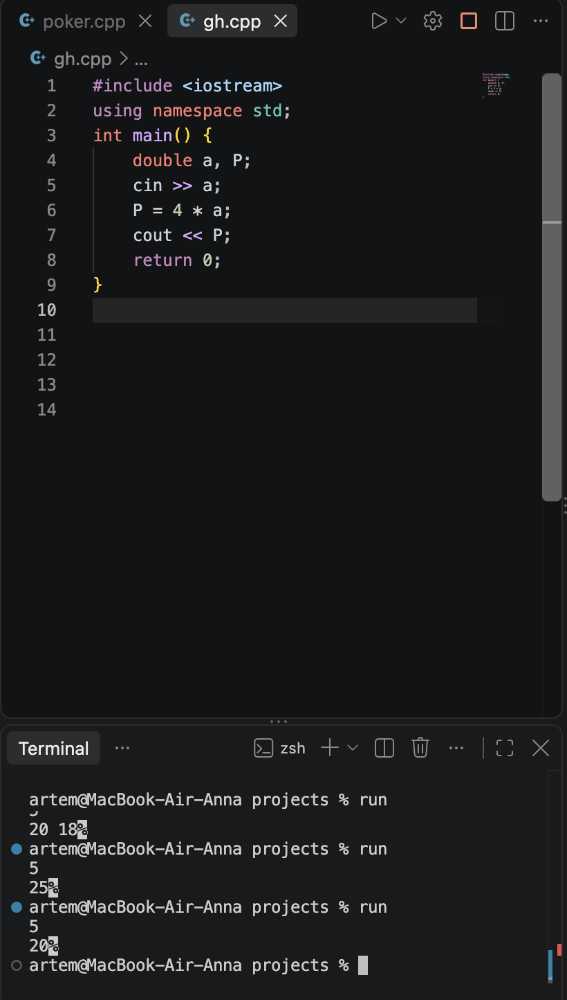 poker.cpp gh.cpp
gh.cpp > ...
1 #include <iostream>
2 using namespace std;
3 int main() {
4 double a, P;
5 cin >> a;
6 P = 4 * a;
7 cout << P;
8 return 0;
9 }
10
11
12
13
14
Terminal zsh
artem@MacBook-Air-Anna projects % run
20 18%
artem@MacBook-Air-Anna projects % run
5
25%
artem@MacBook-Air-Anna projects % run
5
20%
artem@MacBook-Air-Anna projects %